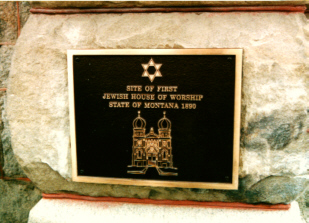 SITE OF FIRST
JEWISH HOUSE OF WORSHIP
STATE OF MONTANA 1890